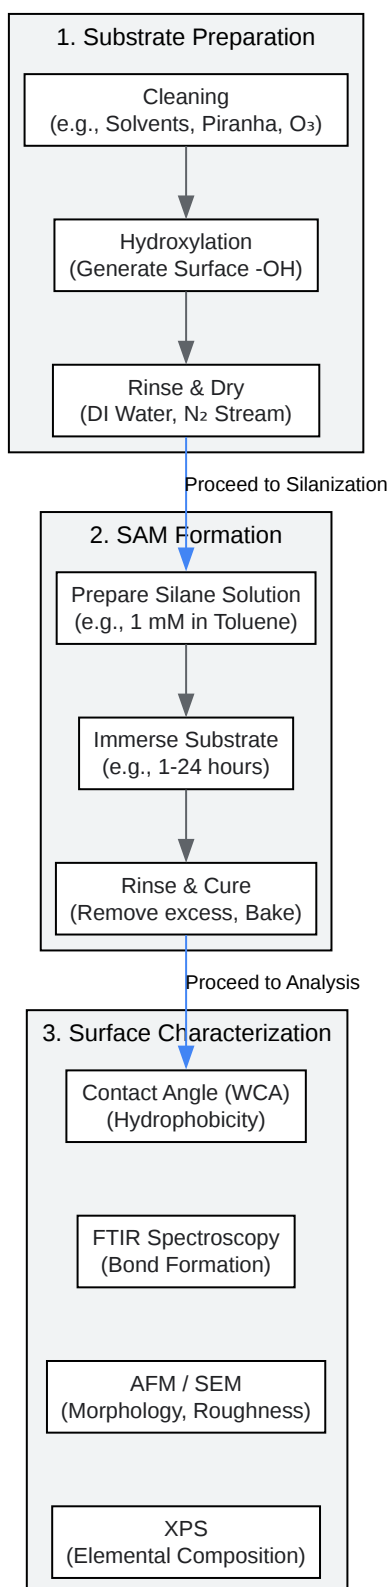 1. Substrate Preparation
Cleaning
(e.g., Solvents, Piranha, O₃)
Hydroxylation
(Generate Surface -OH)
Rinse & Dry
(DI Water, N₂ Stream)
Proceed to Silanization
2. SAM Formation
Prepare Silane Solution
(e.g., 1 mM in Toluene)
Immerse Substrate
(e.g., 1-24 hours)
Rinse & Cure
(Remove excess, Bake)
Proceed to Analysis
3. Surface Characterization
Contact Angle (WCA)
(Hydrophobicity)
FTIR Spectroscopy
(Bond Formation)
AFM / SEM
(Morphology, Roughness)
XPS
(Elemental Composition)